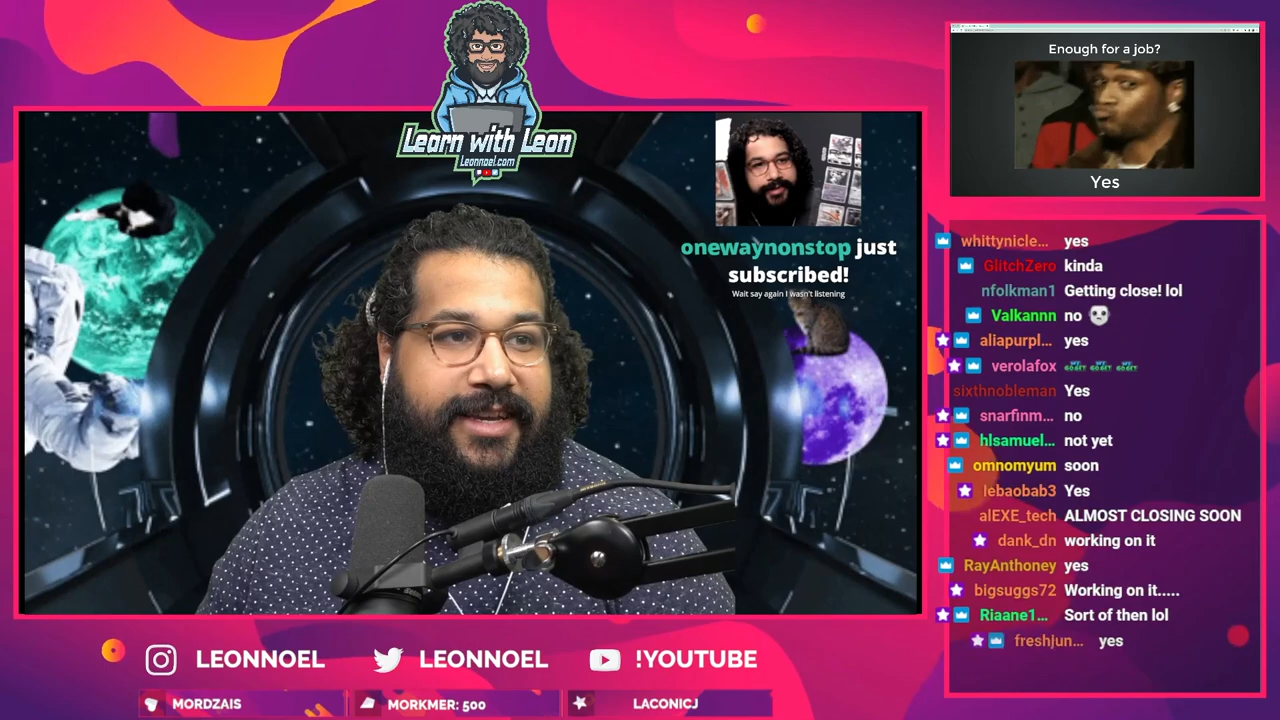 Learn with Leon
Leonnoel.com
onewaynonstop just
subscribed!
Wait say again I wasn't listening
Enough for a job?
Yes
whittynicle... yes
GlitchZero kinda
nfolkman1 Getting close! lol
Valkannn no
aliapurpl... yes
verolafox
sixthnobleman Yes
snarfinm... no
hlsamuel... not yet
omnomyum soon
lebaobab3 Yes
alEXE_tech ALMOST CLOSING SOON
dank_dn working on it
RayAnthoney yes
bigsuggs72 Working on it.....
Riaane1... Sort of then lol
freshjun... yes
LEONNOEL LEONNOEL !YOUTUBE
MORDZAIS MORKMER: 500 LACONICJ